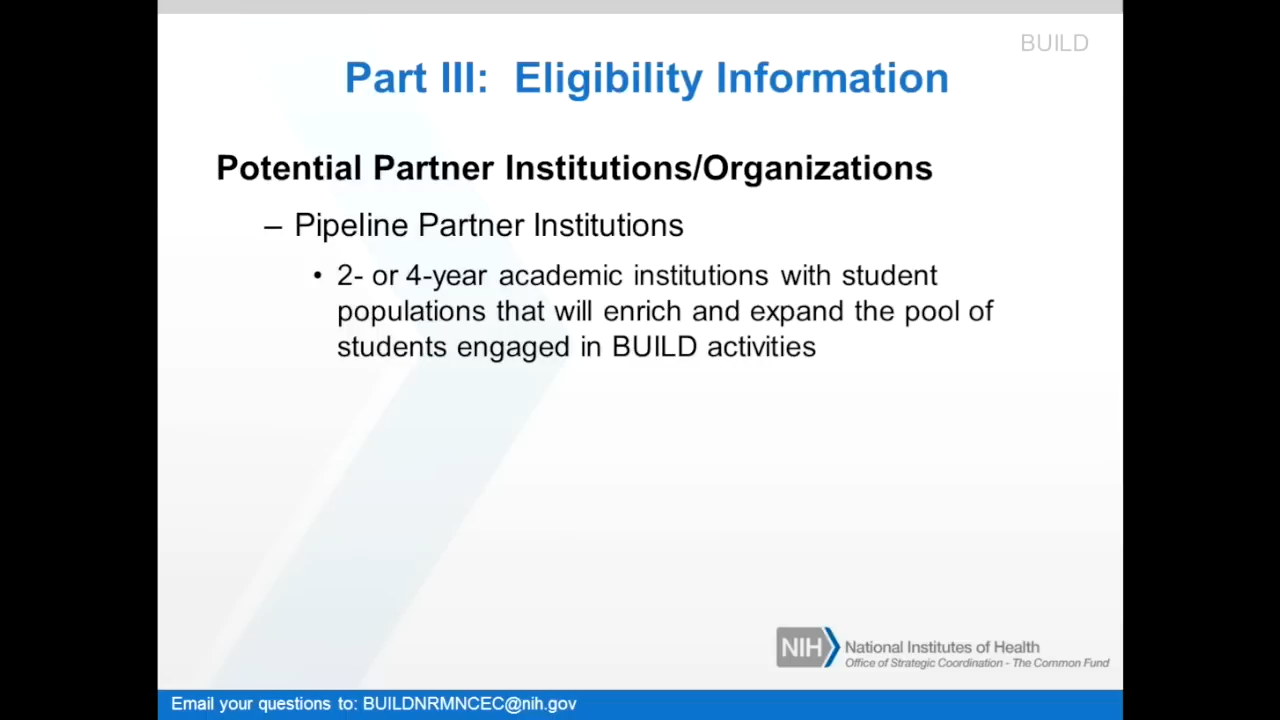 BUILD
Part III: Eligibility Information
Potential Partner Institutions/Organizations
– Pipeline Partner Institutions
• 2- or 4-year academic institutions with student
populations that will enrich and expand the pool of
students engaged in BUILD activities
NIH National Institutes of Health
Office of Strategic Coordination - The Common Fund
Email your questions to: BUILDNRMNCEC@nih.gov